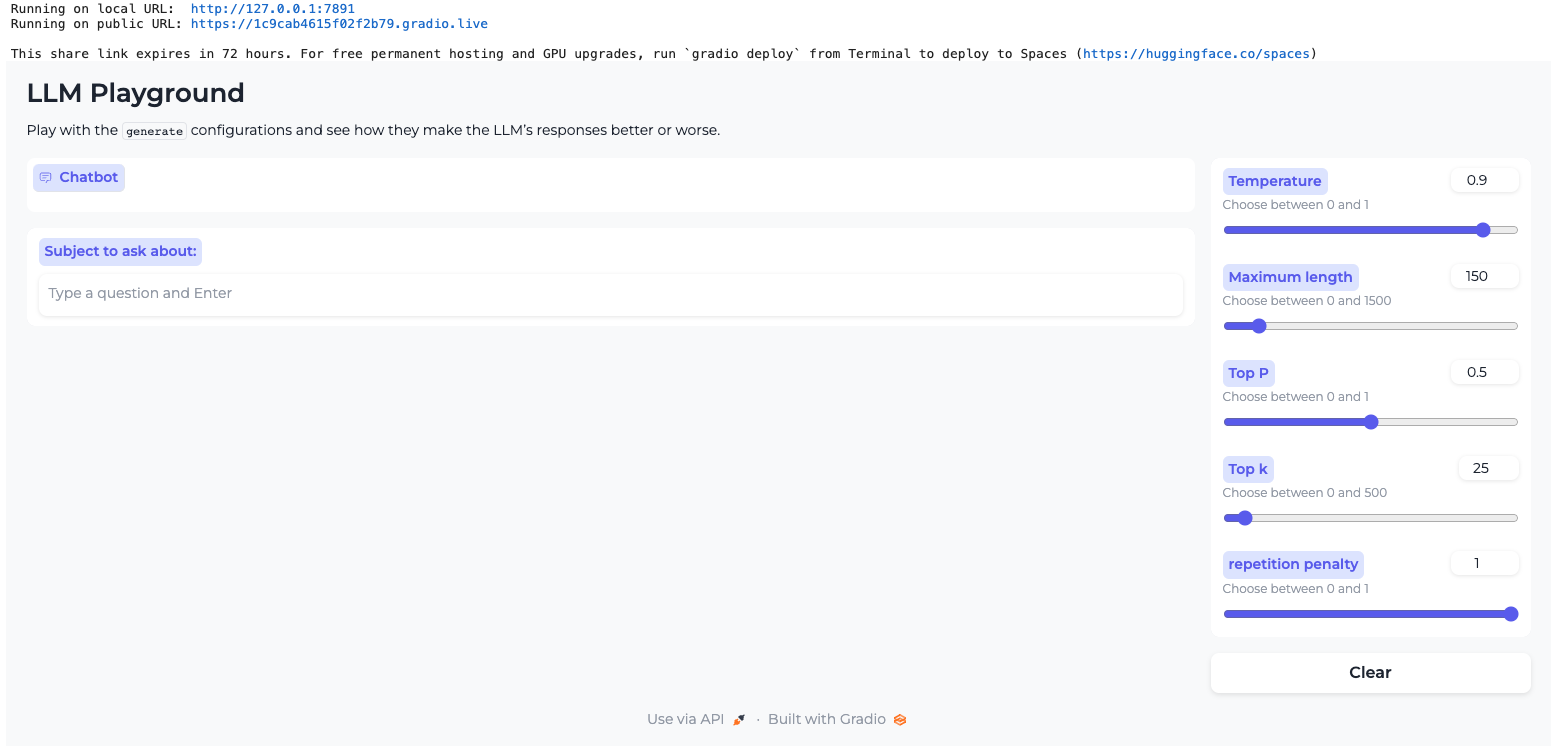 Running on local URL:  http://127.0.0.1:7891
Running on public URL: https://1c9cab4615f02f2b79.gradio.live
This share link expires in 72 hours. For free permanent hosting and GPU upgrades, run `gradio deploy` from Terminal to deploy to Spaces (https://huggingface.co/spaces)
LLM Playground
Play with the generate configurations and see how they make the LLM's responses better or worse.
Chatbot
Subject to ask about:
Type a question and Enter
Temperature 0.9
Choose between 0 and 1
Maximum length 150
Choose between 0 and 1500
Top P 0.5
Choose between 0 and 1
Top k 25
Choose between 0 and 500
repetition penalty 1
Choose between 0 and 1
Clear
Use via API · Built with Gradio